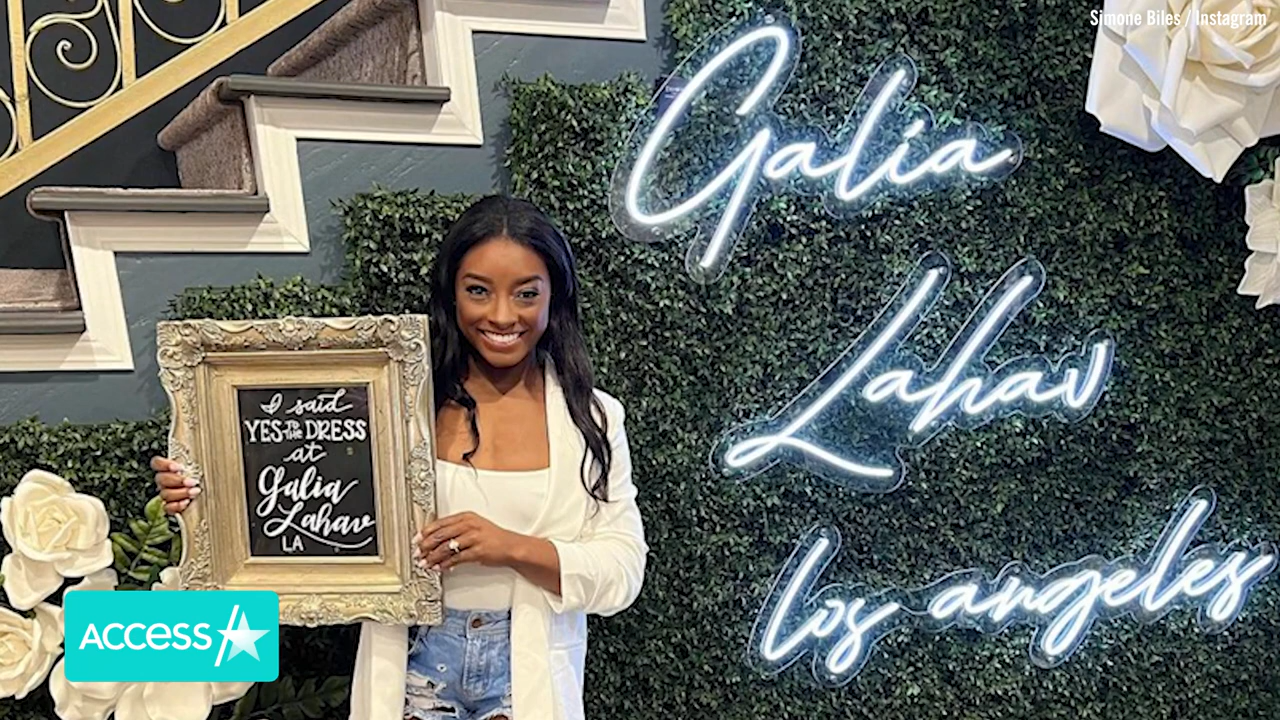 Simone Biles / Instagram
Galia
Lahav
los angeles
I said
YES TO THE DRESS
at
Galia
Lahav
LA
ACCESS